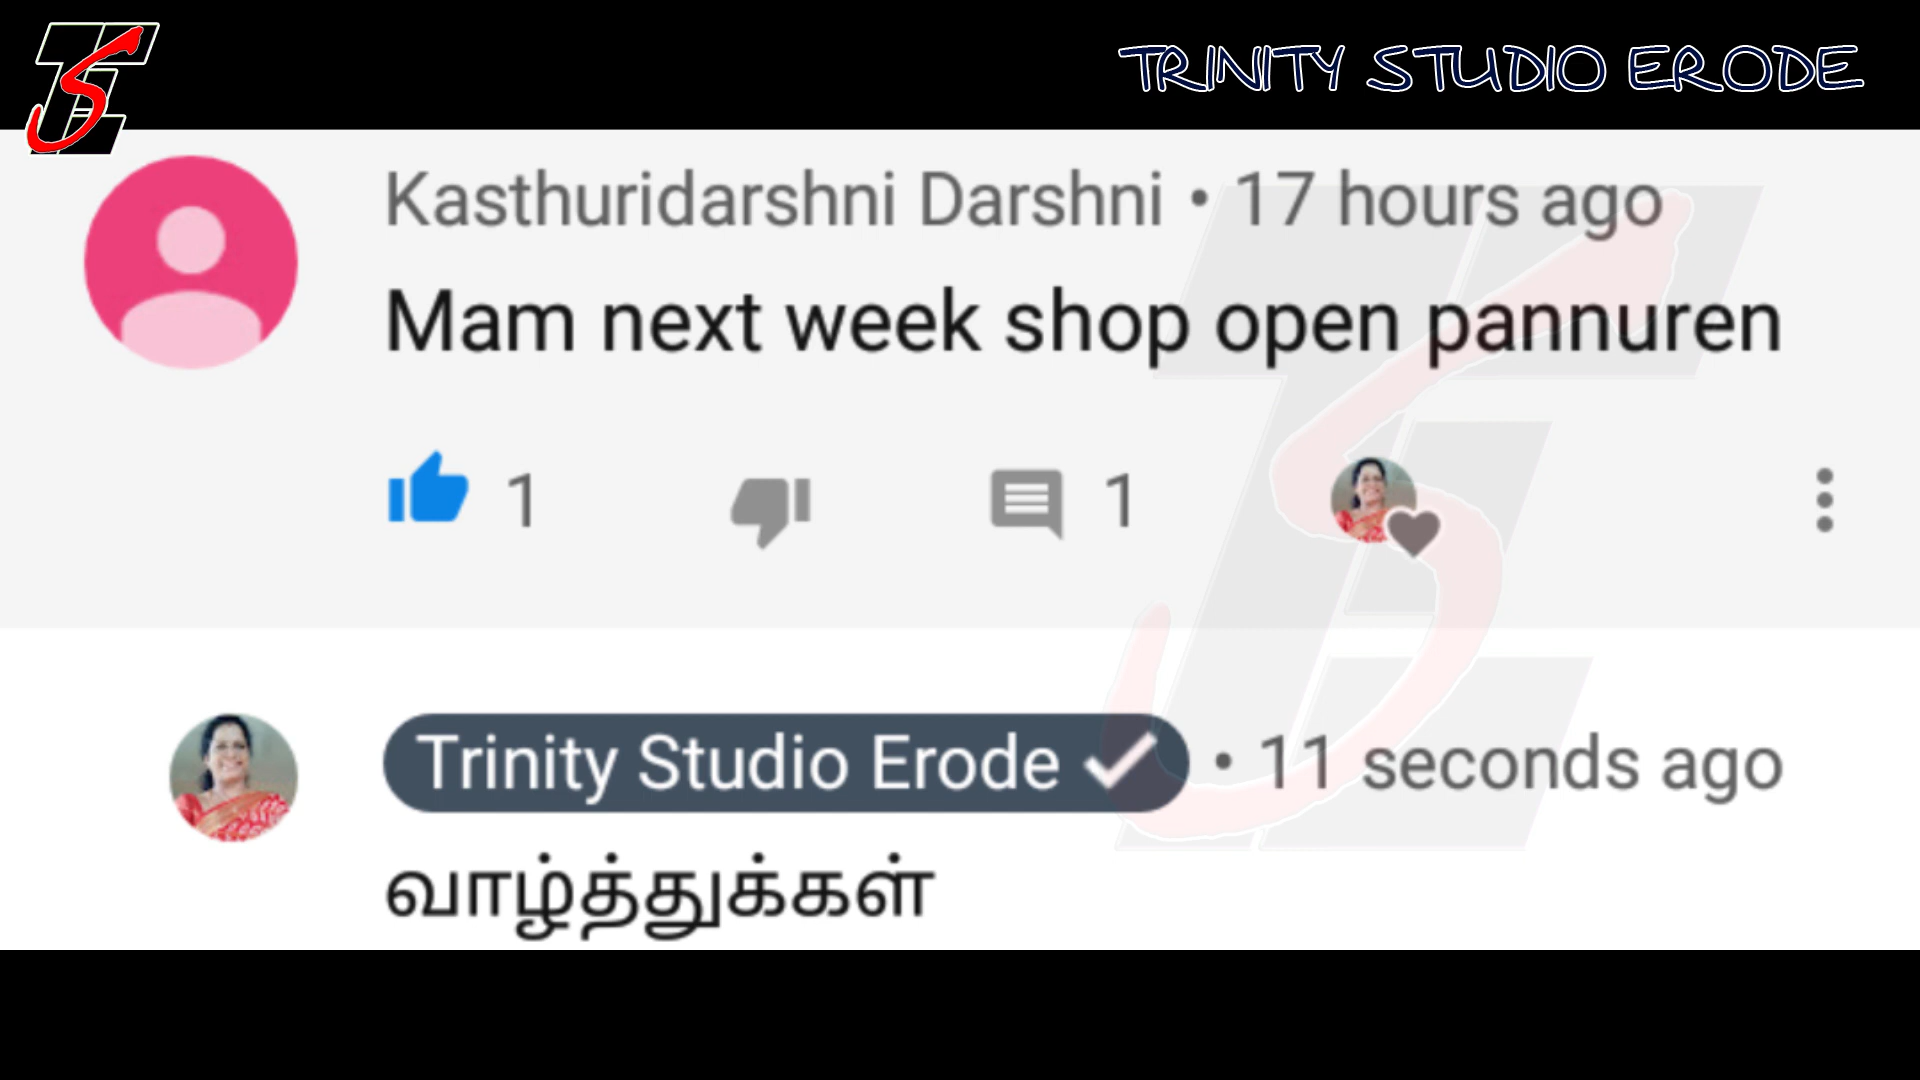 TRINITY STUDIO ERODE
Kasthuridarshni Darshni • 17 hours ago
Mam next week shop open pannuren
1 1
Trinity Studio Erode • 11 seconds ago
வாழ்த்துக்கள்